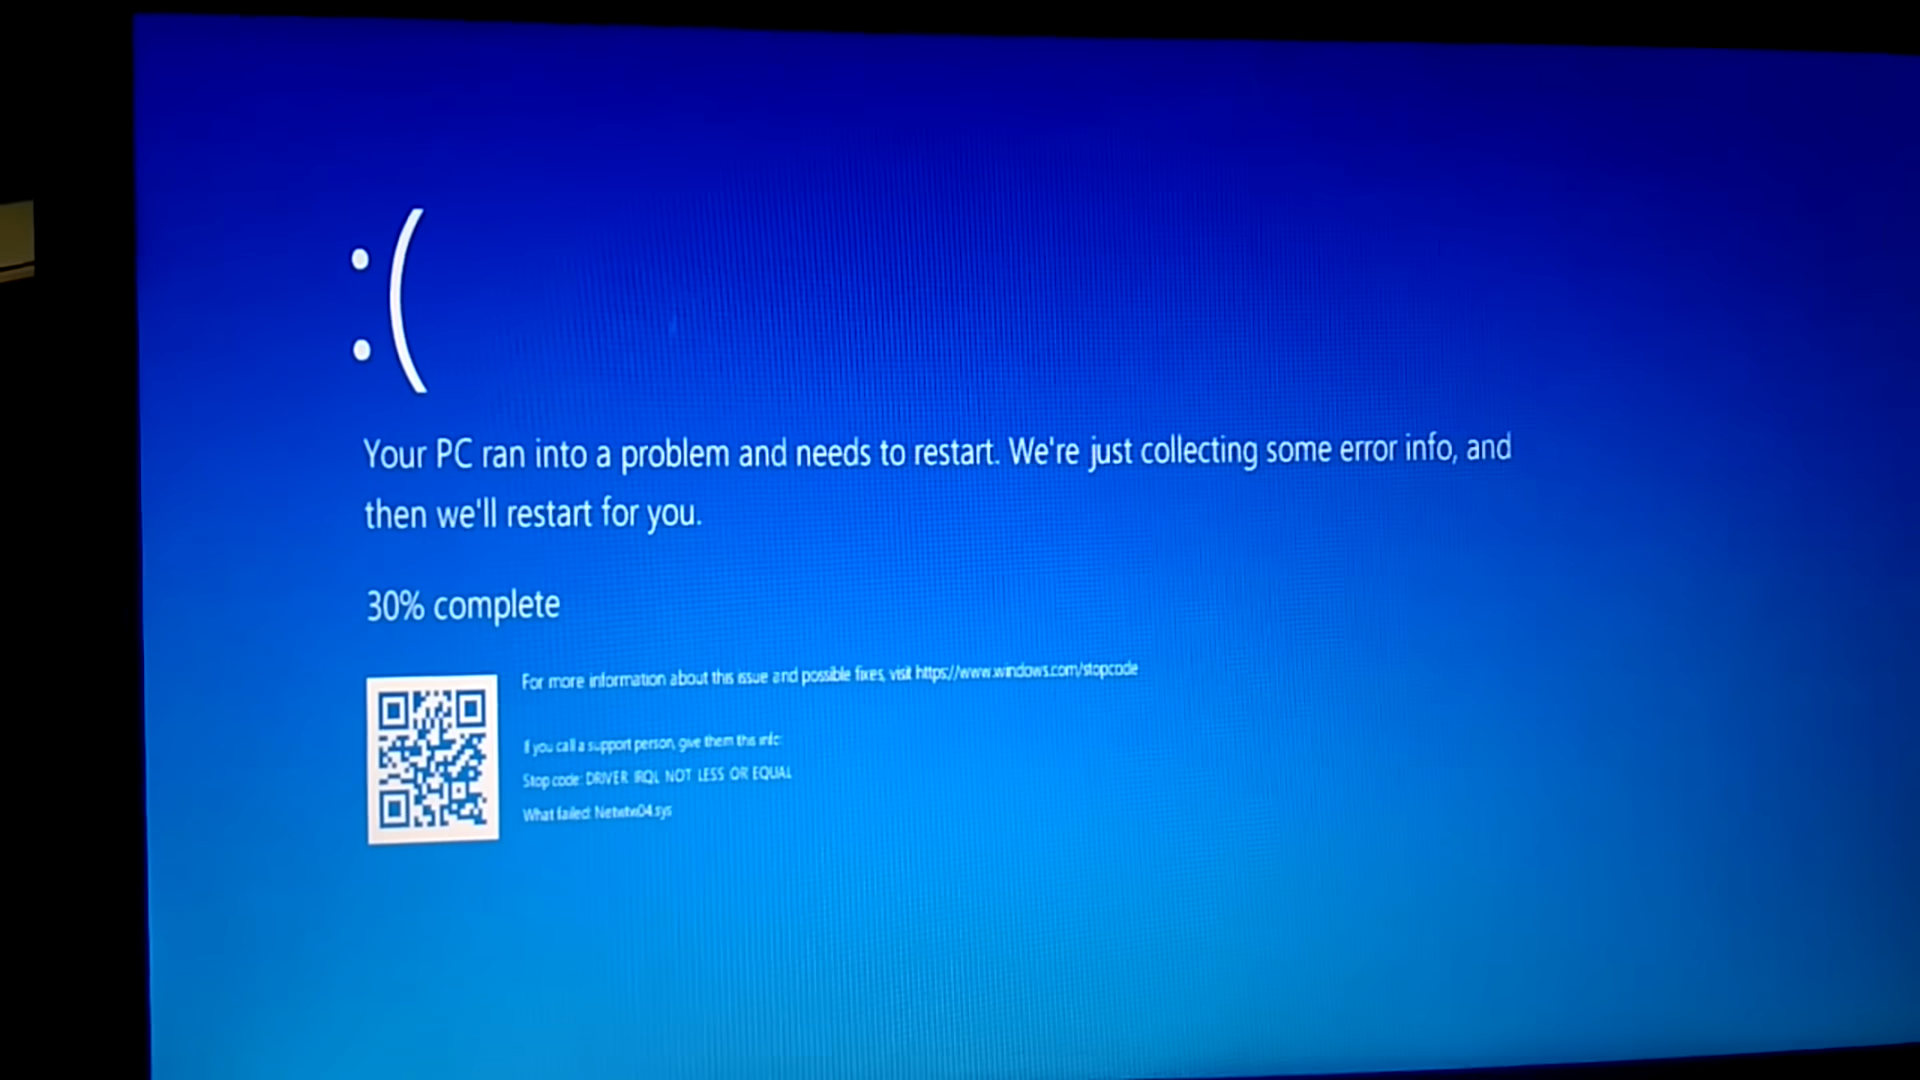 :(
Your PC ran into a problem and needs to restart. We're just collecting some error info, and
then we'll restart for you.
30% complete
For more information about this issue and possible fixes, visit https://www.windows.com/stopcode
If you call a support person, give them this info:
Stop code: DRIVER IRQL NOT LESS OR EQUAL
What failed: Netwtw04.sys